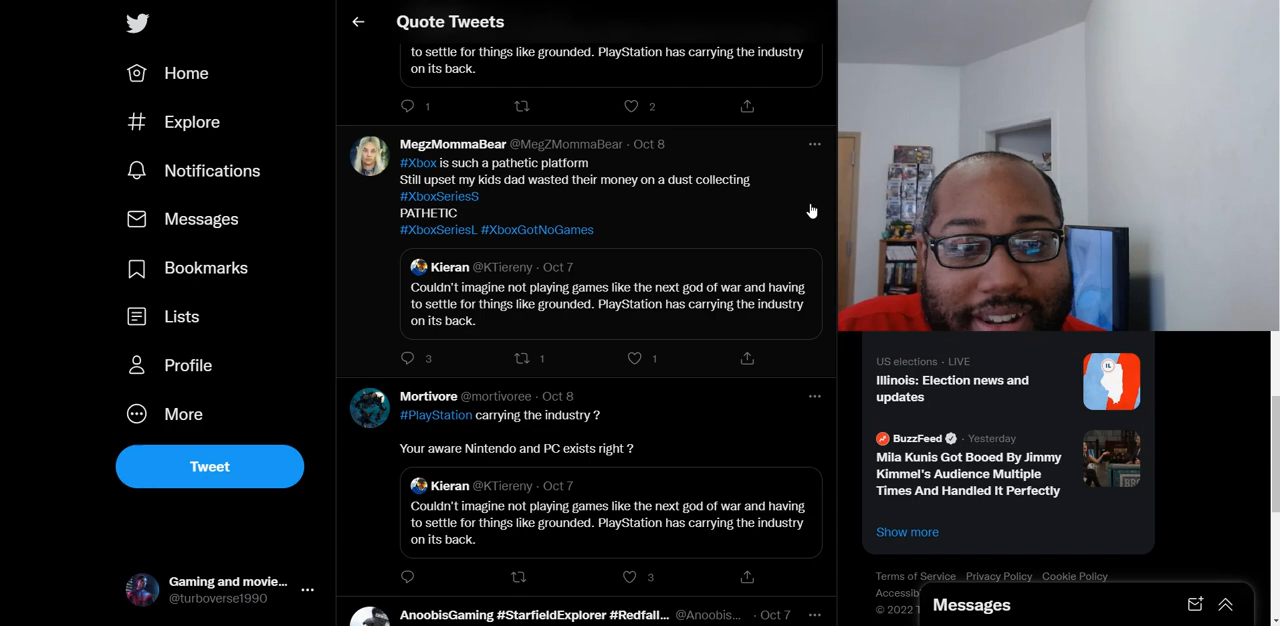 Quote Tweets
Home
Explore
Notifications
Messages
Bookmarks
Lists
Profile
More
Tweet
Gaming and movie...
@turboverse1990
to settle for things like grounded. PlayStation has carrying the industry
on its back.
1
2
MegzMommaBear @MegZMommaBear · Oct 8
#Xbox is such a pathetic platform
Still upset my kids dad wasted their money on a dust collecting
#XboxSeriesS
PATHETIC
#XboxSeriesL #XboxGotNoGames
Kieran @KTiereny · Oct 7
Couldn't imagine not playing games like the next god of war and having
to settle for things like grounded. PlayStation has carrying the industry
on its back.
3
1
1
Mortivore @mortivoree · Oct 8
#PlayStation carrying the industry ?
Your aware Nintendo and PC exists right ?
Kieran @KTiereny · Oct 7
Couldn't imagine not playing games like the next god of war and having
to settle for things like grounded. PlayStation has carrying the industry
on its back.
3
AnoobisGaming #StarfieldExplorer #Redfall... @Anoobis... · Oct 7
US elections · LIVE
Illinois: Election news and
updates
IL
BuzzFeed · Yesterday
Mila Kunis Got Booed By Jimmy
Kimmel's Audience Multiple
Times And Handled It Perfectly
Show more
Terms of Service Privacy Policy Cookie Policy
Accessib
© 2022 T
Messages